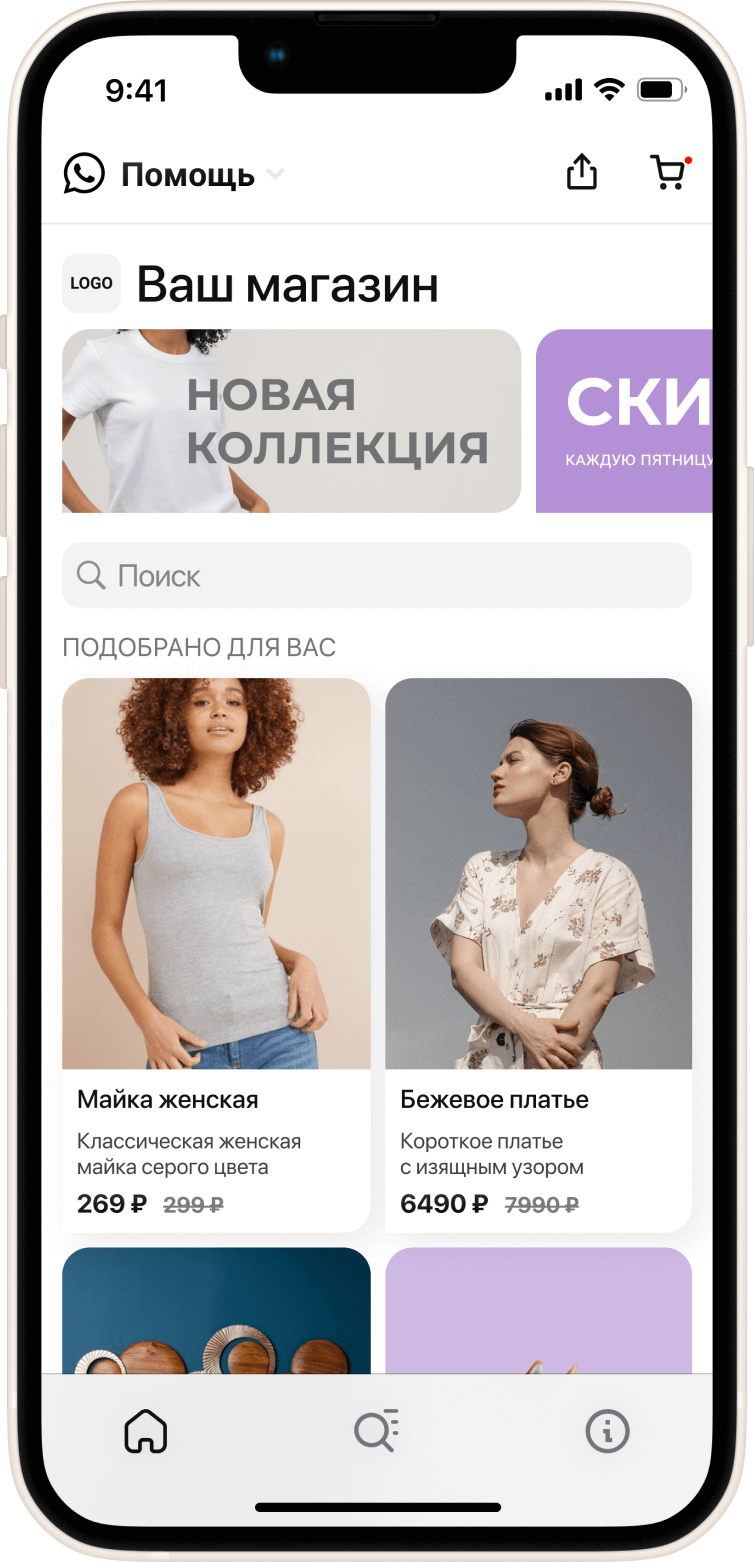 9:41
Помощь
LOGO
Ваш магазин
НОВАЯ
КОЛЛЕКЦИЯ
СКИ
КАЖДУЮ ПЯТНИЦУ
Поиск
ПОДОБРАНО ДЛЯ ВАС
Майка женская
Классическая женская
майка серого цвета
269 ₽ 299 ₽
Бежевое платье
Короткое платье
с изящным узором
6490 ₽ 7990 ₽